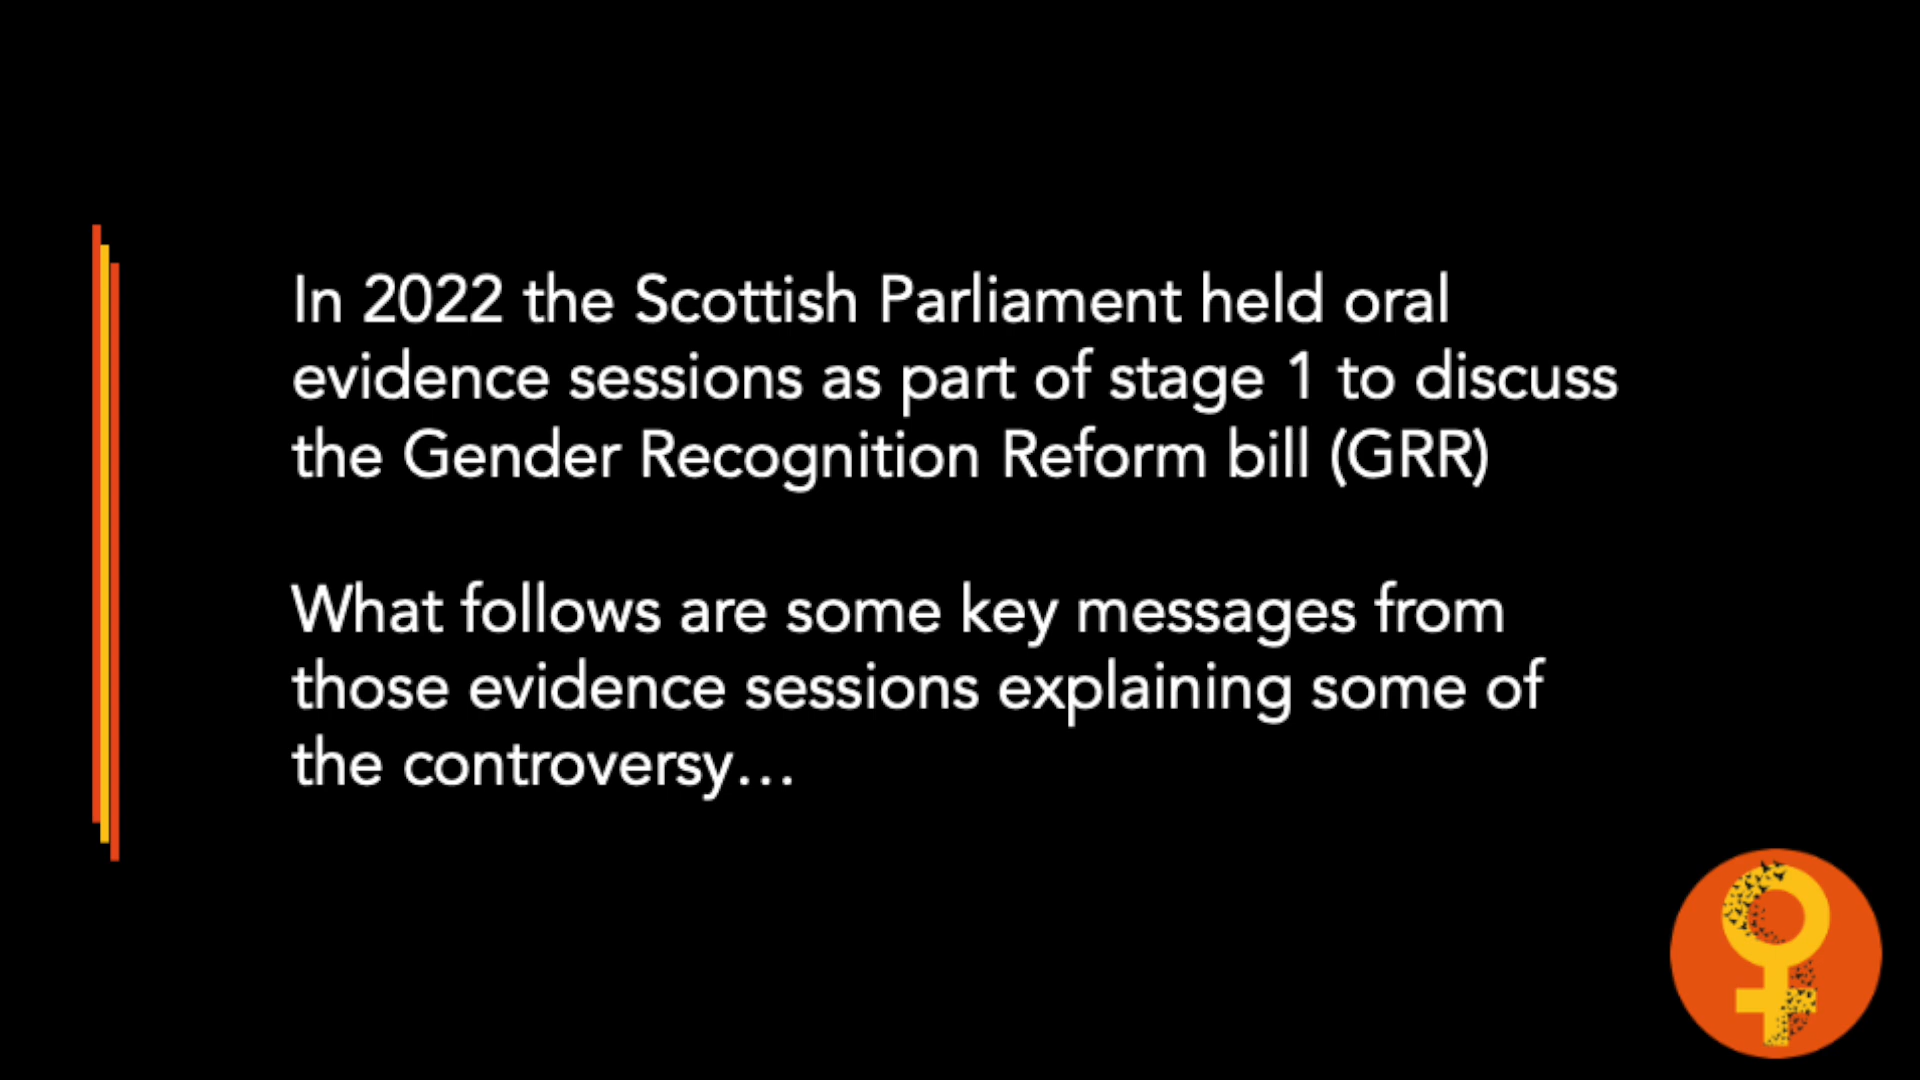 In 2022 the Scottish Parliament held oral
evidence sessions as part of stage 1 to discuss
the Gender Recognition Reform bill (GRR)
What follows are some key messages from
those evidence sessions explaining some of
the controversy…